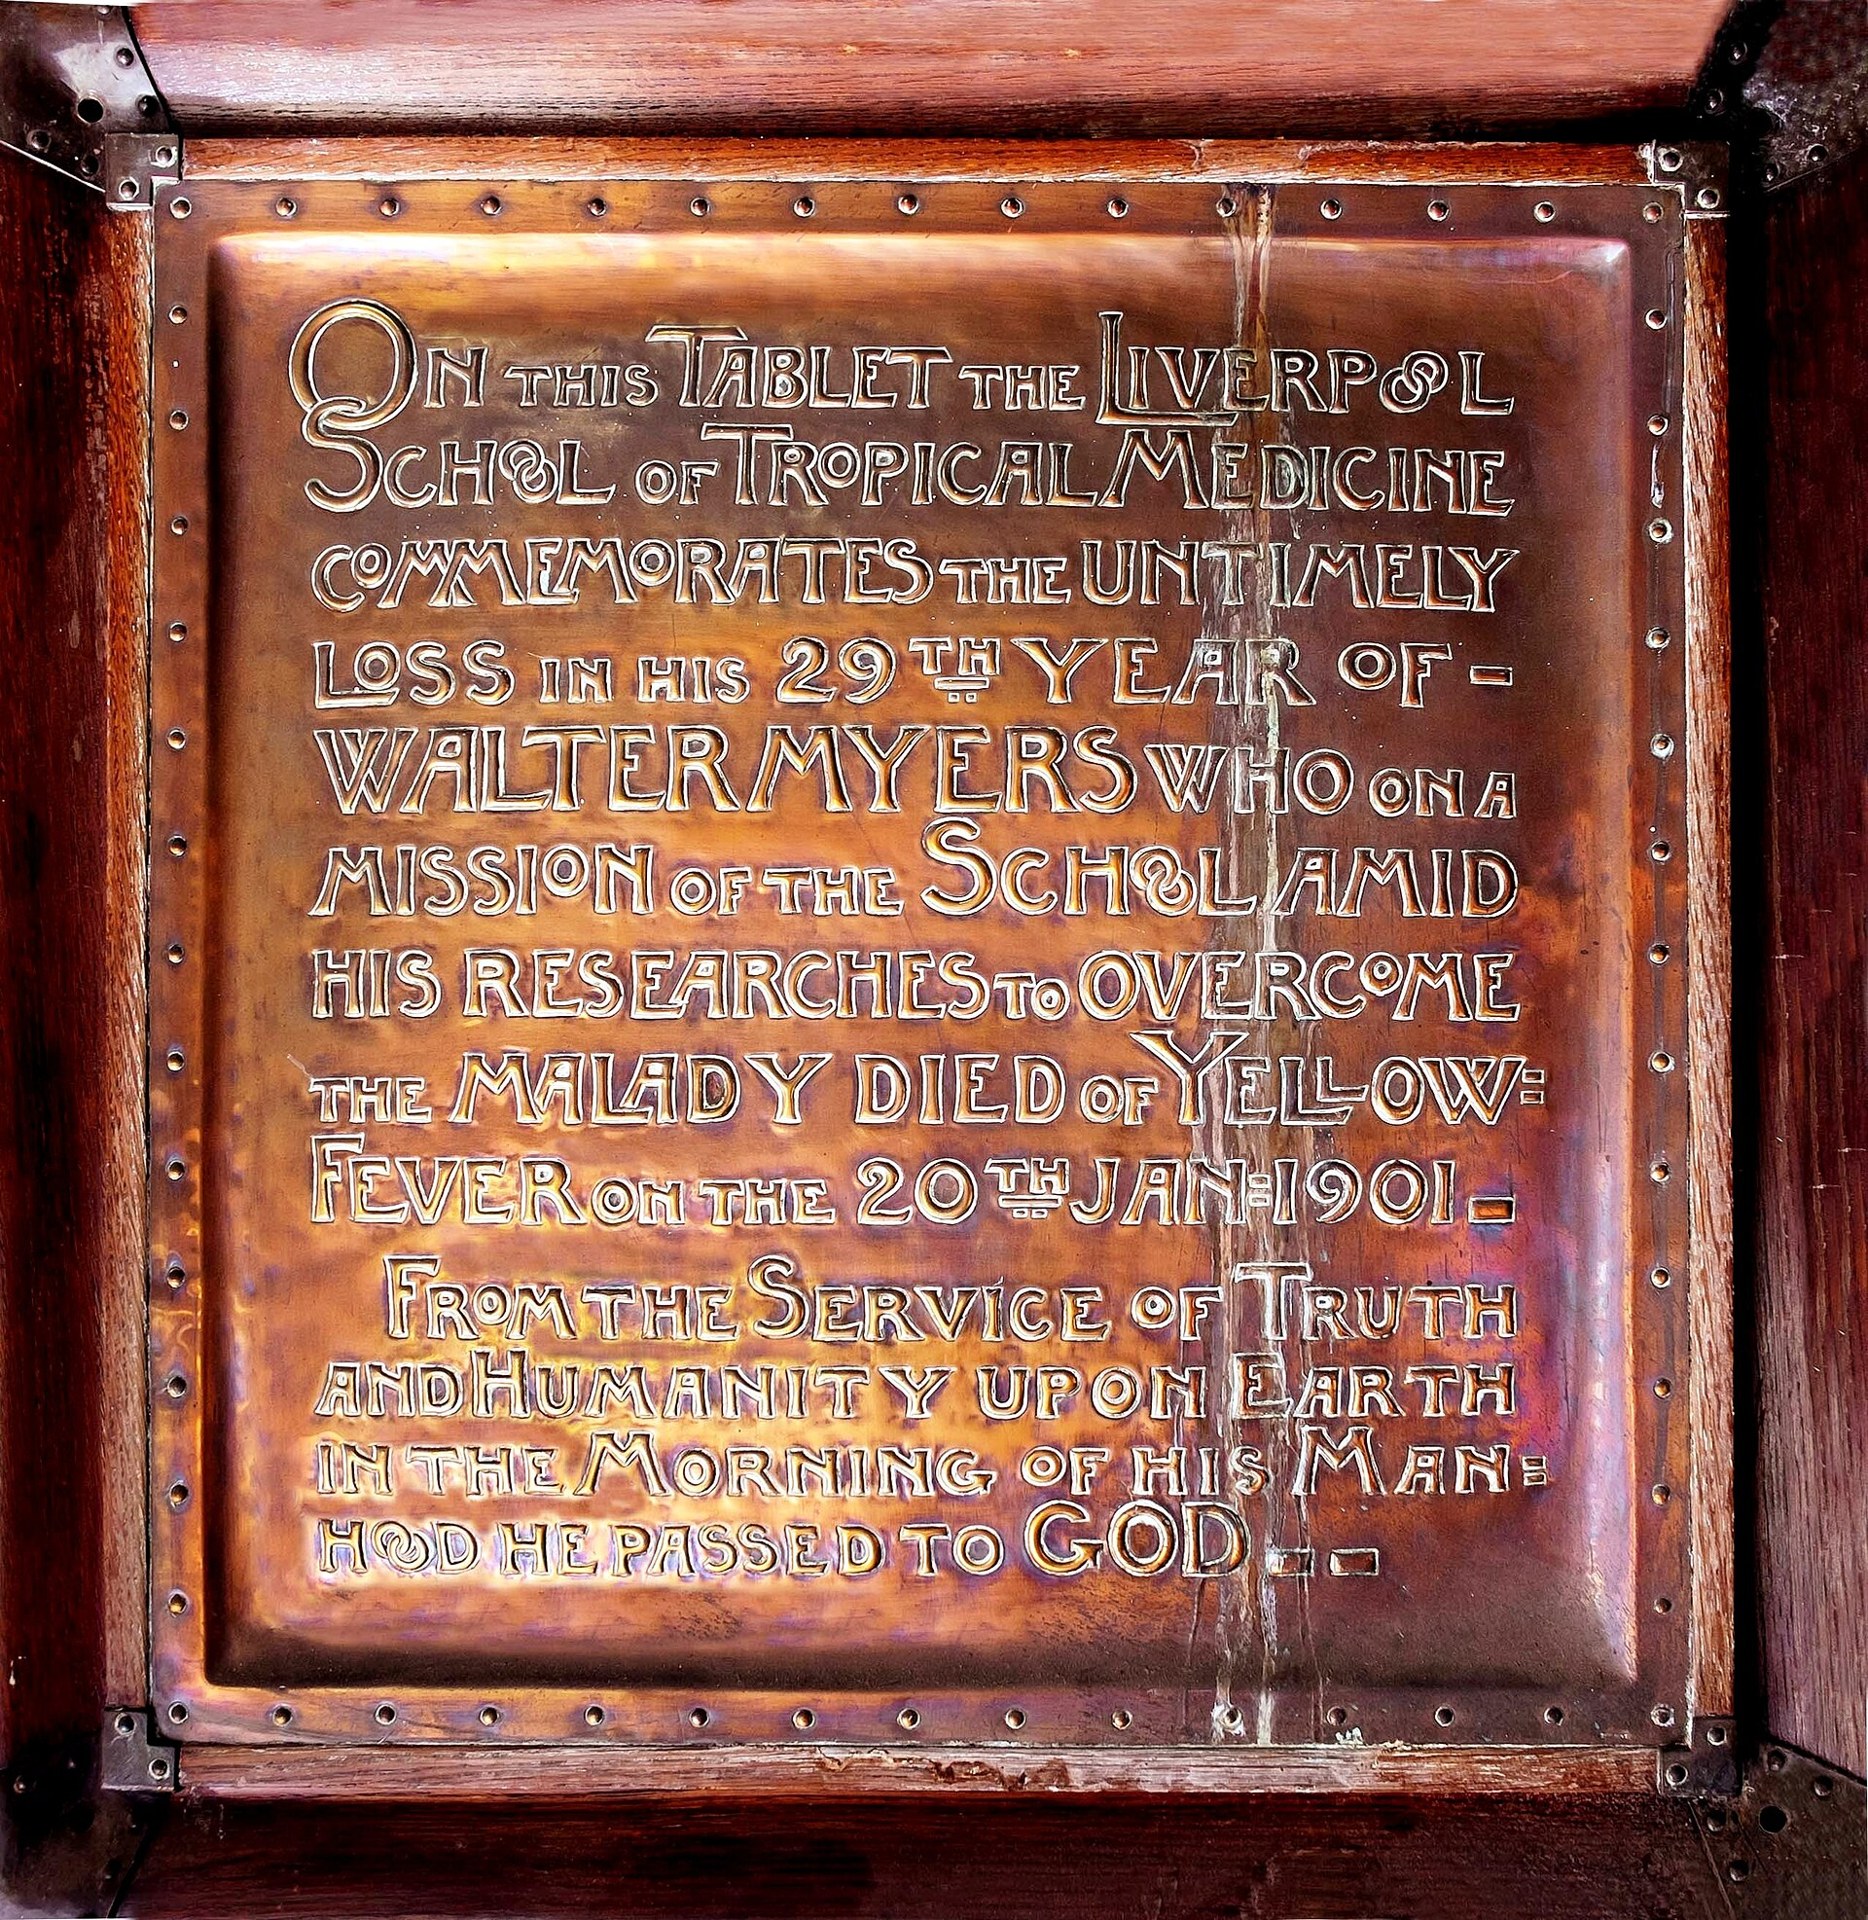 On this Tablet the Liverpool
School of Tropical Medicine
commemorates the untimely
loss in his 29th year of -
WALTER MYERS who on a
mission of the School amid
his researches to overcome
the malady died of Yellow=
Fever on the 20th Jan: 1901 -
From the Service of Truth
and Humanity upon Earth
in the Morning of his Man=
hood he passed to GOD - -